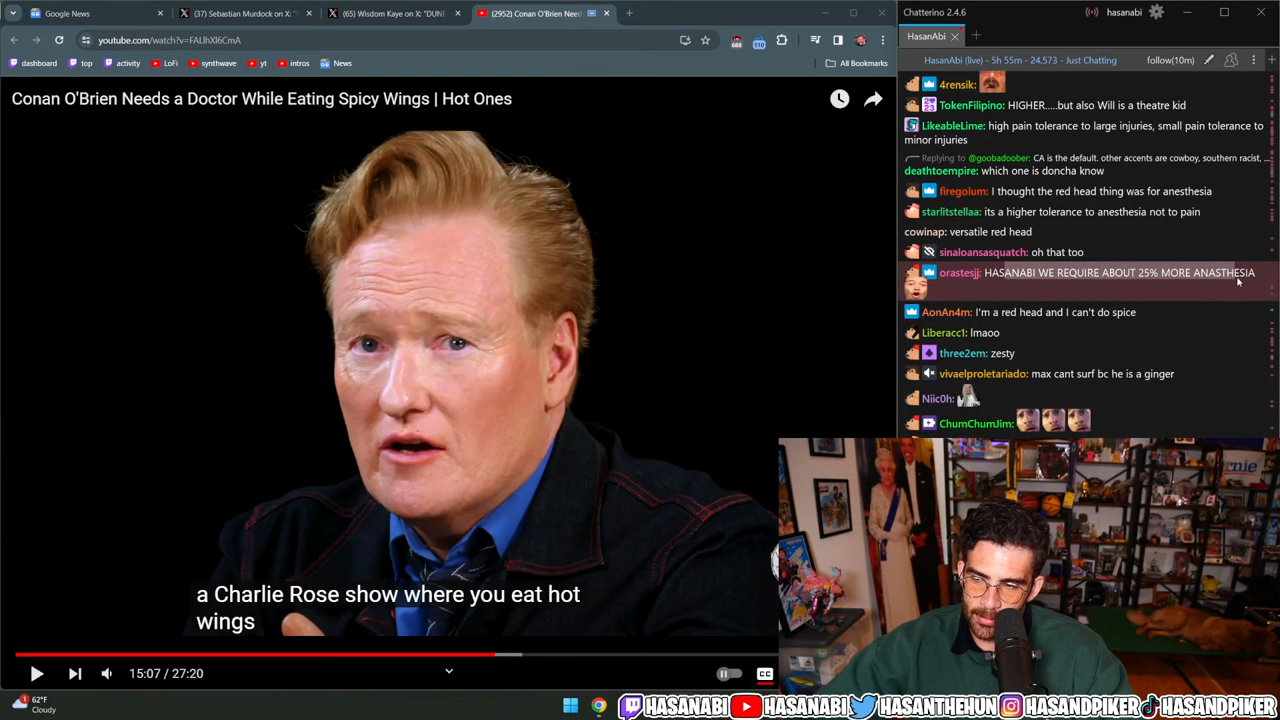 Google News
(37) Sebastian Murdock on X: "
(65) Wisdom Kaye on X: "DUN
(2952) Conan O'Brien Need
youtube.com/watch?v=FALlhXl6CmA
688
110
dashboard
top
activity
LoFi
synthwave
yt
intros
News
All Bookmarks
Conan O'Brien Needs a Doctor While Eating Spicy Wings | Hot Ones
a Charlie Rose show where you eat hot
wings
15:07 / 27:20
CC
Chatterino 2.4.6
hasanabi
HasanAbi
HasanAbi (live) - 5h 55m - 24,573 - Just Chatting
follow(10m)
4rensik:
TokenFilipino: HIGHER.....but also Will is a theatre kid
LikeableLime: high pain tolerance to large injuries, small pain tolerance to
minor injuries
Replying to @goobadoober: CA is the default. other accents are cowboy, southern racist, ...
deathtoempire: which one is doncha know
firegolum: I thought the red head thing was for anesthesia
starlitstellaa: its a higher tolerance to anesthesia not to pain
cowinap: versatile red head
sinaloansasquatch: oh that too
orastesjj: HASANABI WE REQUIRE ABOUT 25% MORE ANASTHESIA
AonAn4m: I'm a red head and I can't do spice
Liberacc1: lmaoo
three2em: zesty
vivaelproletariado: max cant surf bc he is a ginger
Niic0h:
ChumChumJim:
ernie
1
62°F
Cloudy
HASANABI
HASANABI
HASANTHEHUN
HASANDPIKER
HASANDPIKER